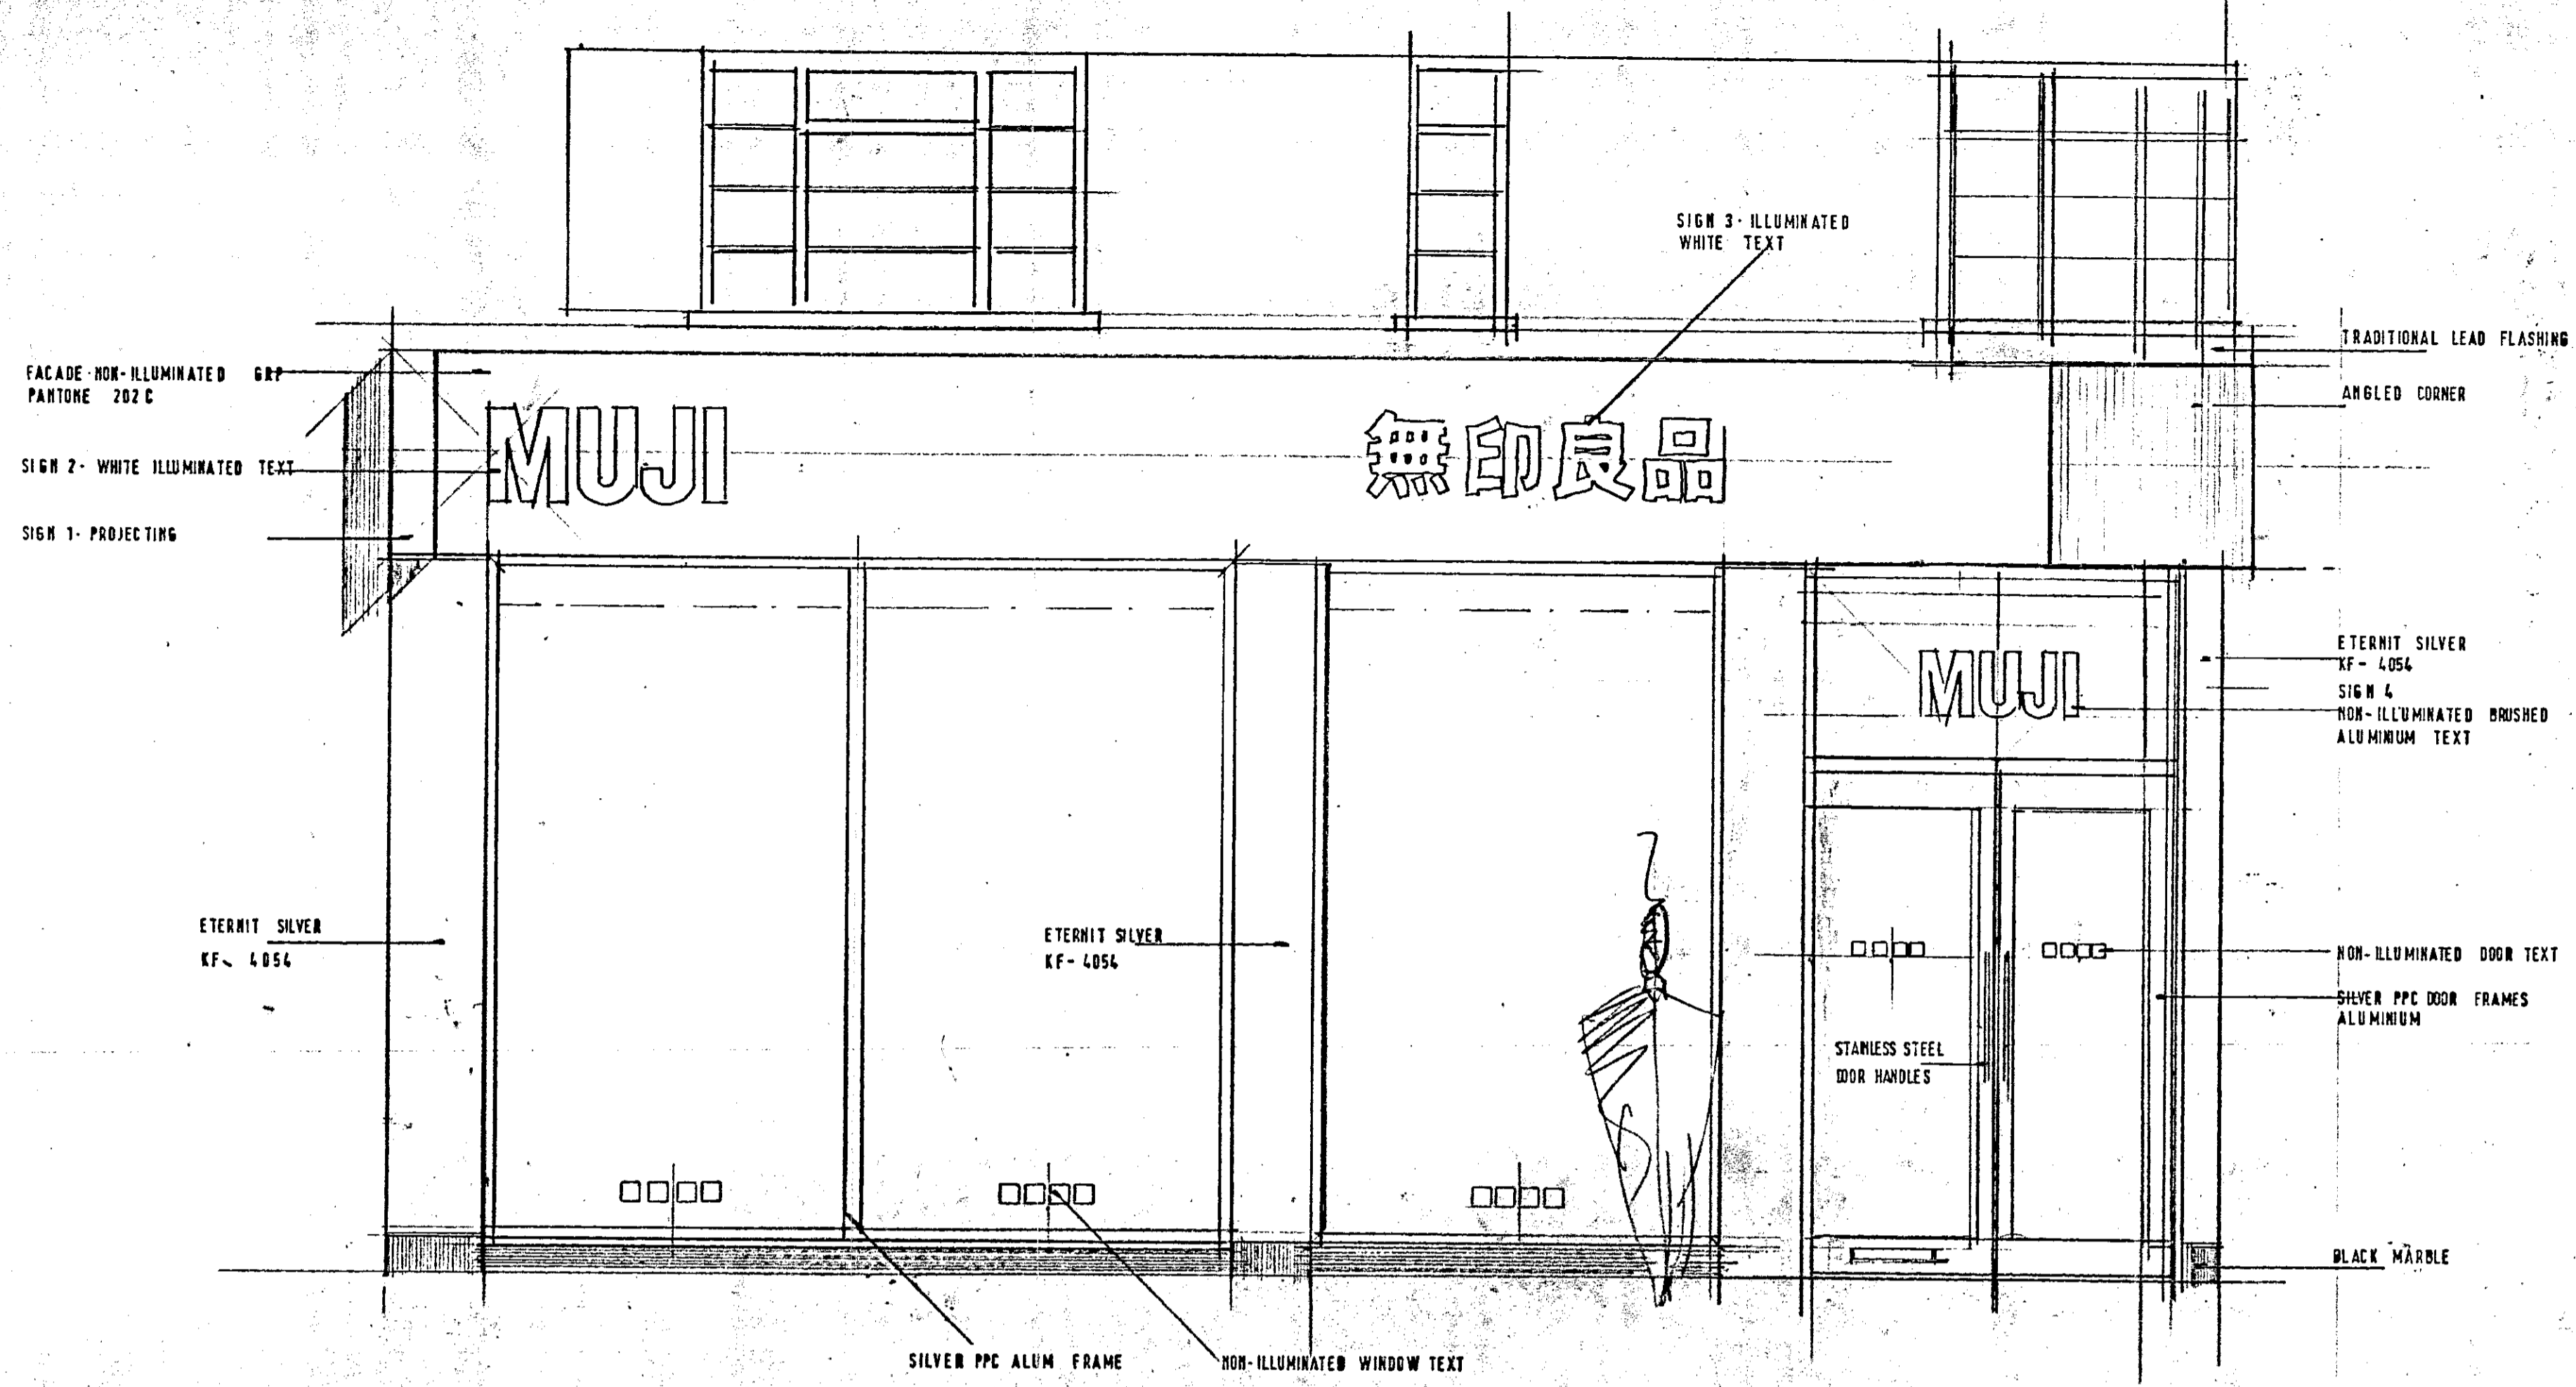 SIGN 3 - ILLUMINATED
WHITE TEXT
TRADITIONAL LEAD FLASHING
FACADE - NON-ILLUMINATED GRP
PANTONE 202 C
ANGLED CORNER
MUJI
無印良品
SIGN 2 - WHITE ILLUMINATED TEXT
SIGN 1 - PROJECTING
ETERNIT SILVER
KF - 4054
SIGN 4
NON-ILLUMINATED BRUSHED
ALUMINIUM TEXT
MUJI
ETERNIT SILVER
KF - 4054
ETERNIT SILVER
KF - 4054
NON-ILLUMINATED DOOR TEXT
SILVER PPC DOOR FRAMES
ALUMINIUM
STAINLESS STEEL
DOOR HANDLES
BLACK MARBLE
SILVER PPC ALUM FRAME
NON-ILLUMINATED WINDOW TEXT